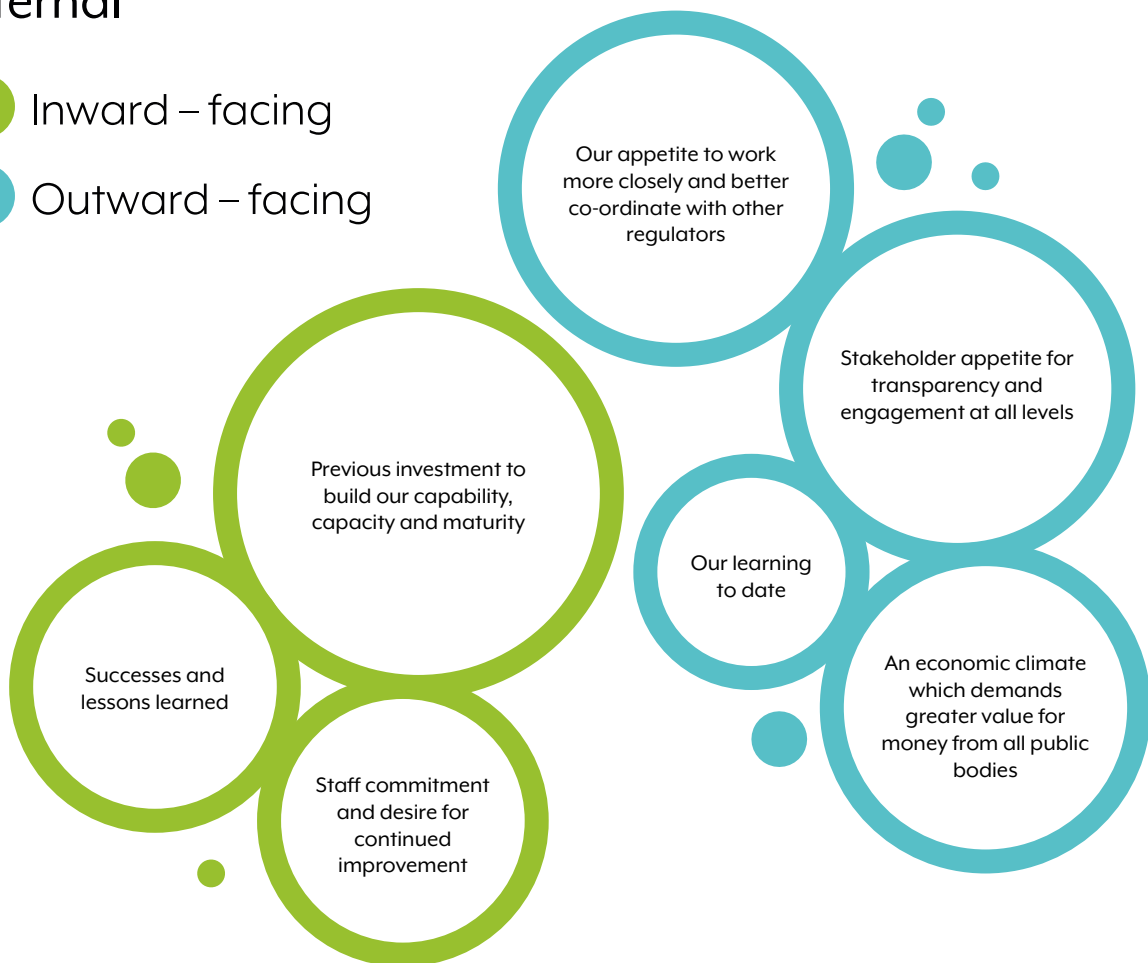 Inward – facing
Outward – facing
Our appetite to work
more closely and better
co-ordinate with other
regulators
Stakeholder appetite for
transparency and
engagement at all levels
Previous investment to
build our capability,
capacity and maturity
Our learning
to date
Successes and
lessons learned
An economic climate
which demands
greater value for
money from all public
bodies
Staff commitment
and desire for
continued
improvement